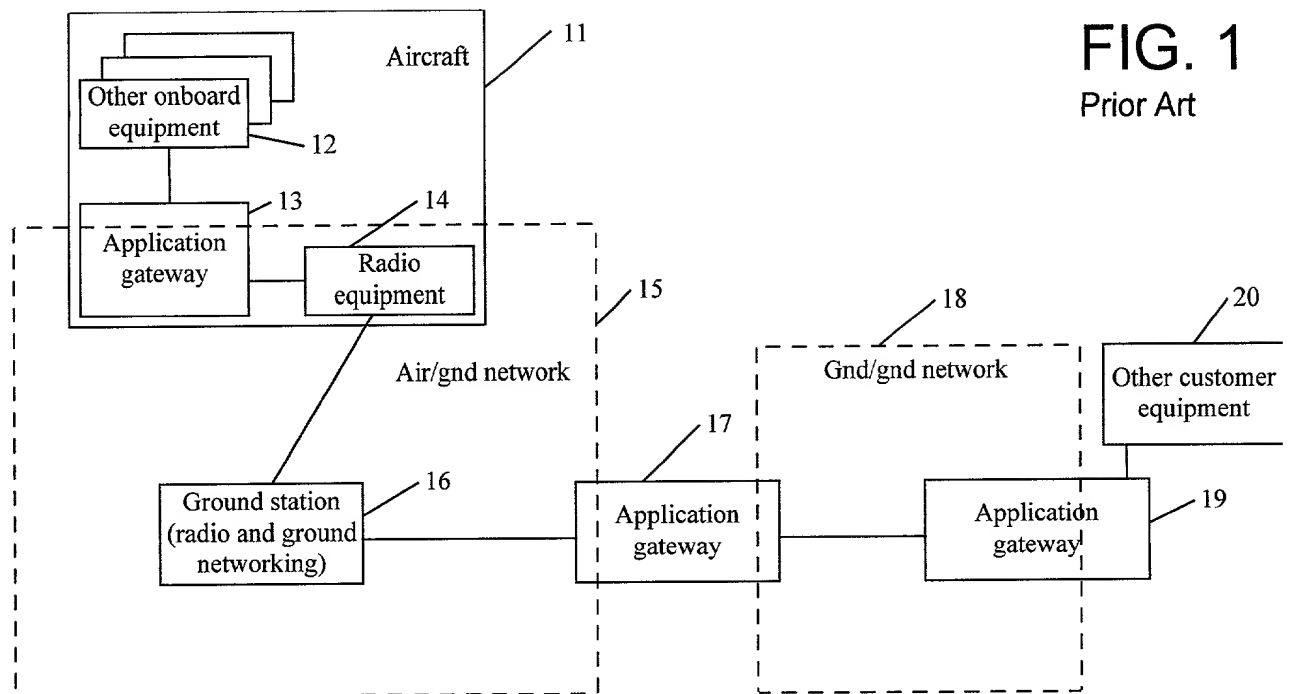 FIG. 1
Prior Art
Aircraft
11
Other onboard
equipment
12
13
14
Application
gateway
Radio
equipment
15
18
20
Air/gnd network
Gnd/gnd network
Other customer
equipment
17
16
Ground station
(radio and ground
networking)
Application
gateway
Application
gateway
19